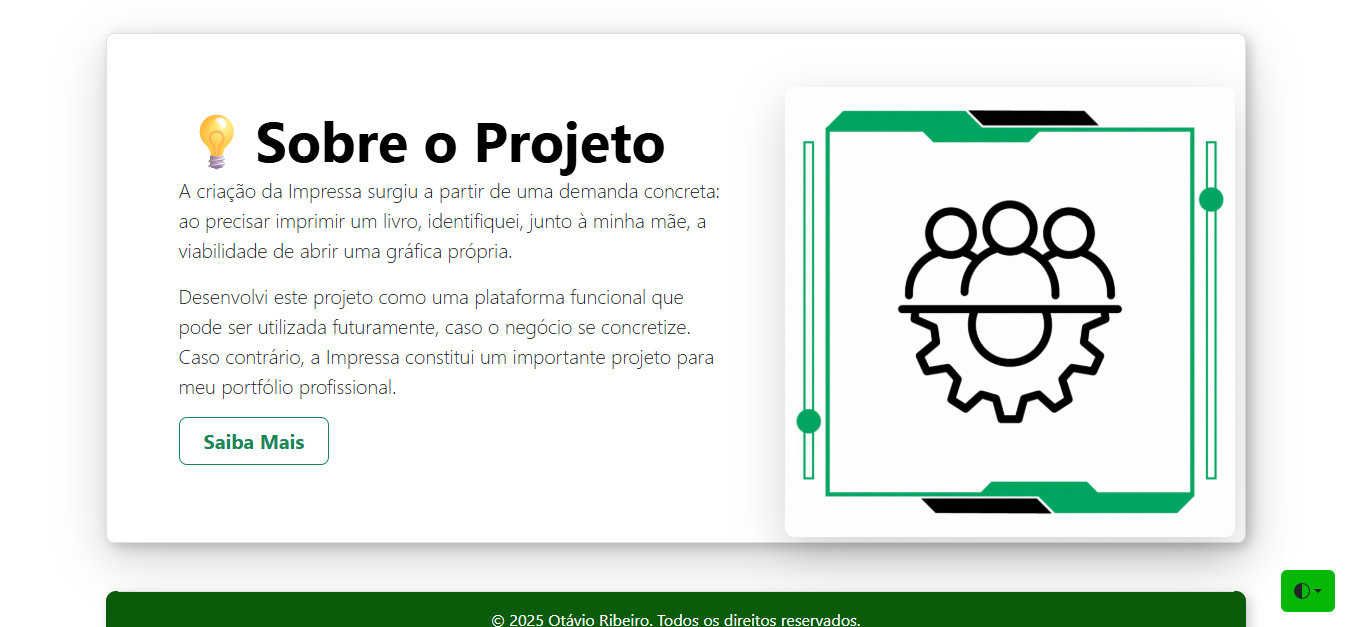 💡 Sobre o Projeto
A criação da Impressa surgiu a partir de uma demanda concreta:
ao precisar imprimir um livro, identifiquei, junto à minha mãe, a
viabilidade de abrir uma gráfica própria.
Desenvolvi este projeto como uma plataforma funcional que
pode ser utilizada futuramente, caso o negócio se concretize.
Caso contrário, a Impressa constitui um importante projeto para
meu portfólio profissional.
Saiba Mais
© 2025 Otávio Ribeiro. Todos os direitos reservados.